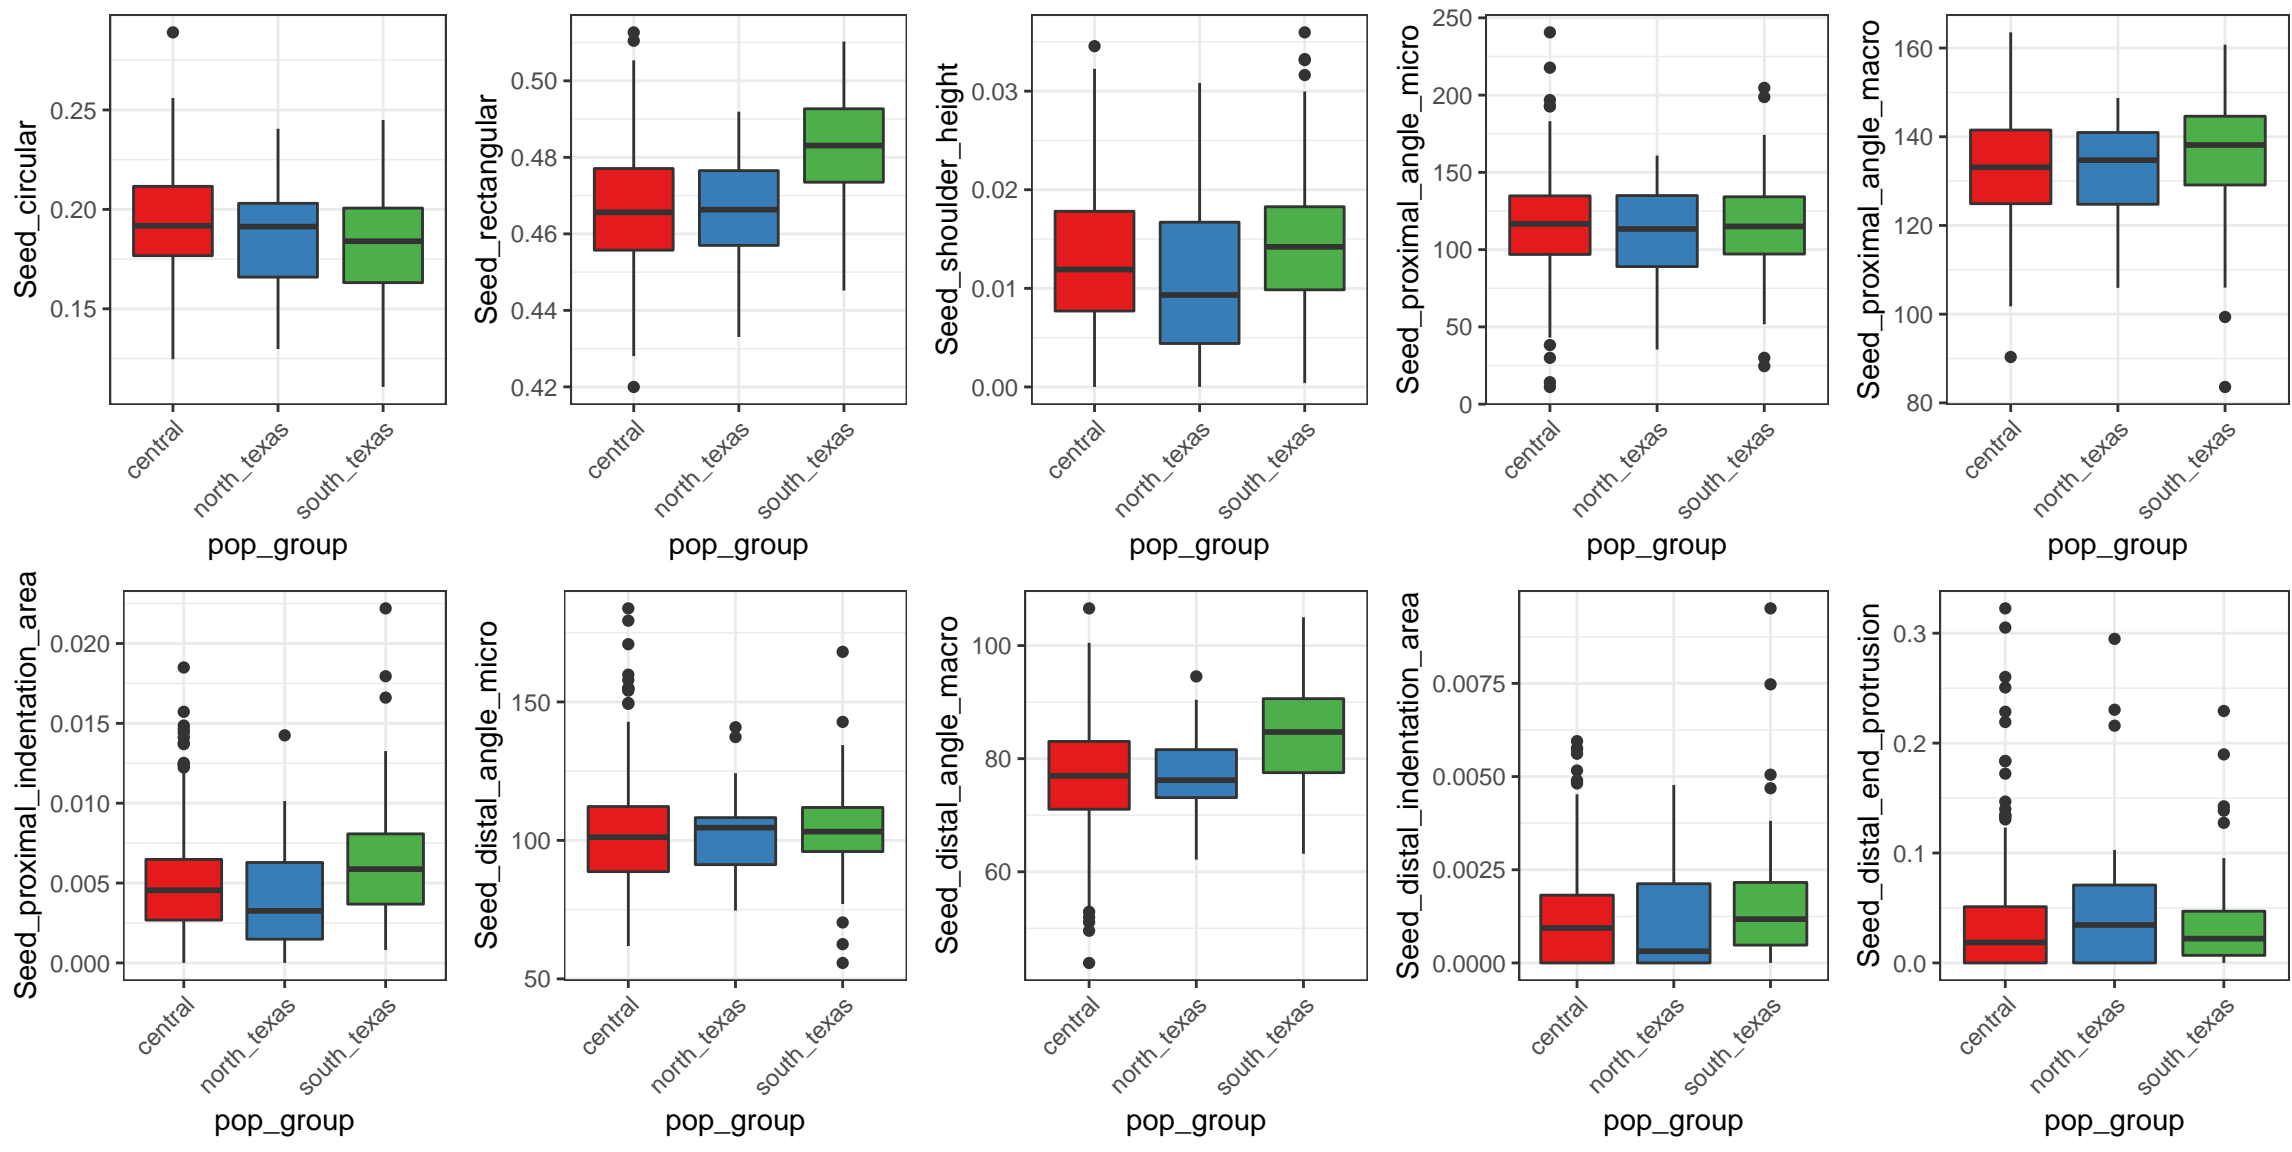 Seed_circular
0.25
0.20
0.15
central
north_texas
south_texas
pop_group
Seed_rectangular
0.50
0.48
0.46
0.44
0.42
central
north_texas
south_texas
pop_group
Seed_shoulder_height
0.03
0.02
0.01
0.00
central
north_texas
south_texas
pop_group
Seed_proximal_angle_micro
250
200
150
100
50
0
central
north_texas
south_texas
pop_group
Seed_proximal_angle_macro
160
140
120
100
80
central
north_texas
south_texas
pop_group
Seed_proximal_indentation_area
0.020
0.015
0.010
0.005
0.000
central
north_texas
south_texas
pop_group
Seed_distal_angle_micro
150
100
50
central
north_texas
south_texas
pop_group
Seed_distal_angle_macro
100
80
60
central
north_texas
south_texas
pop_group
Seed_distal_indentation_area
0.0075
0.0050
0.0025
0.0000
central
north_texas
south_texas
pop_group
Seed_distal_end_protrusion
0.3
0.2
0.1
0.0
central
north_texas
south_texas
pop_group